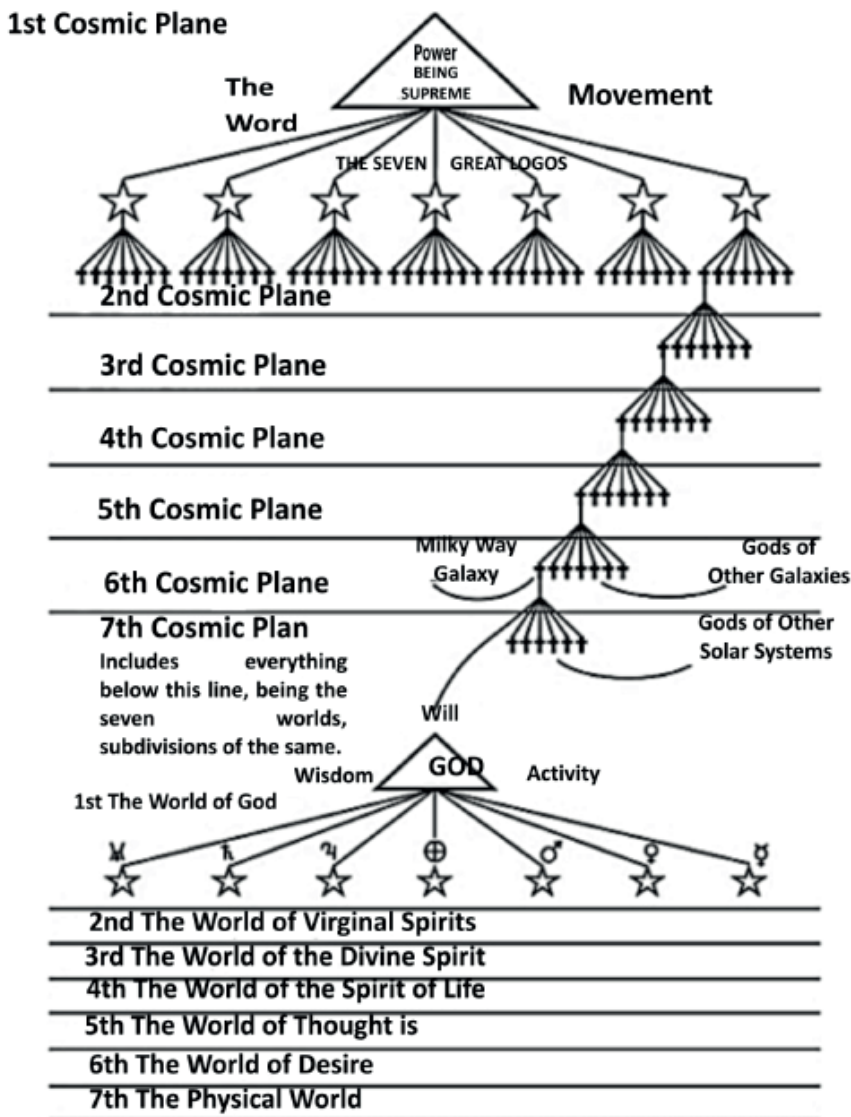 1st Cosmic Plane
Power
BEING
SUPREME
The
Word
Movement
THE SEVEN GREAT LOGOS
2nd Cosmic Plane
3rd Cosmic Plane
4th Cosmic Plane
5th Cosmic Plane
Milky Way
Galaxy
Gods of
Other Galaxies
6th Cosmic Plane
7th Cosmic Plan
Gods of Other
Solar Systems
Includes everything
below this line, being the
seven worlds,
subdivisions of the same.
Will
Wisdom
GOD
Activity
1st The World of God
♄ ♃ ⊕ ♂ ♀ ☿
2nd The World of Virginal Spirits
3rd The World of the Divine Spirit
4th The World of the Spirit of Life
5th The World of Thought is
6th The World of Desire
7th The Physical World